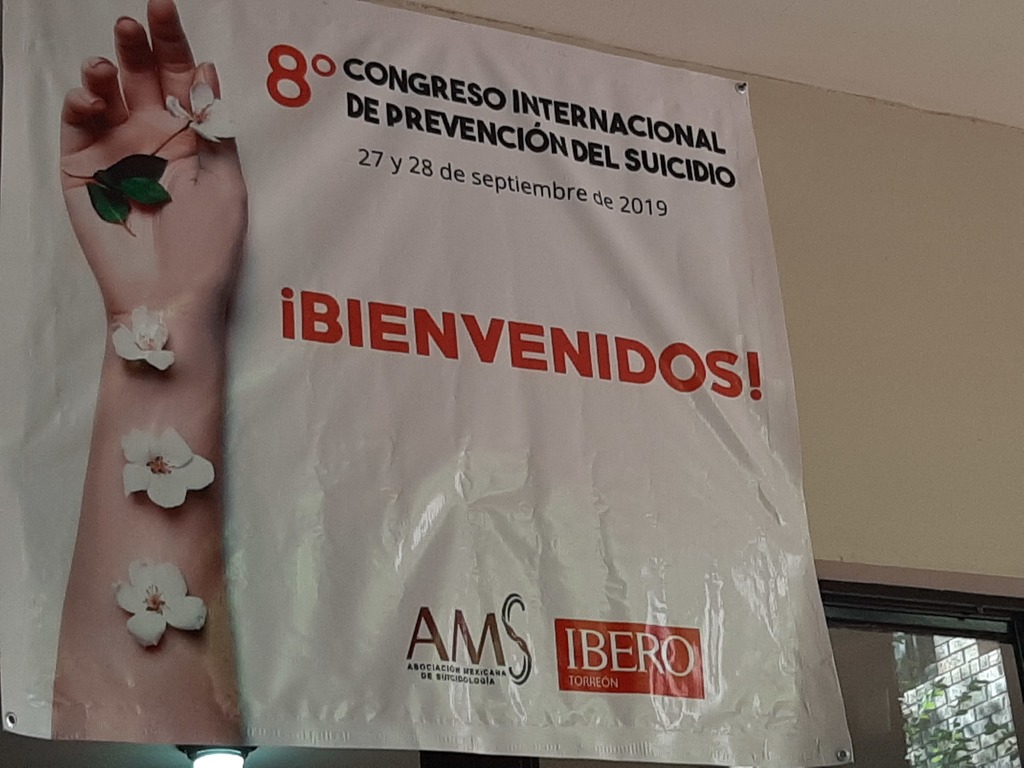 8º CONGRESO INTERNACIONAL
DE PREVENCIÓN DEL SUICIDIO
27 y 28 de septiembre de 2019
¡BIENVENIDOS!
AMS
ASOCIACIÓN MEXICANA
DE SUICIDOLOGÍA
IBERO
TORREÓN